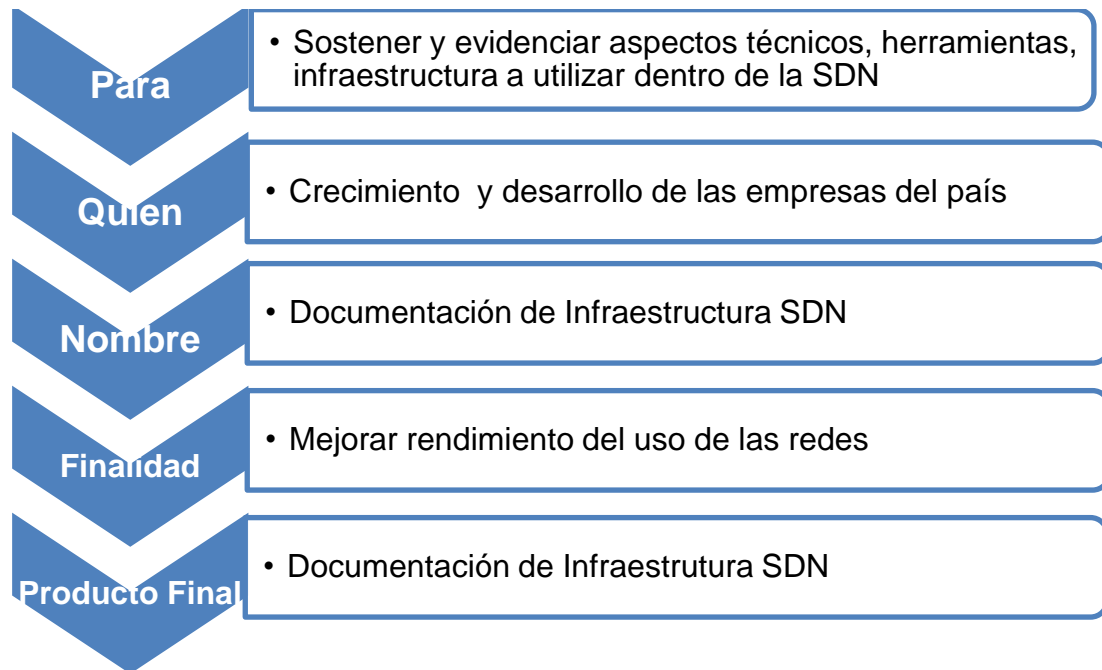 Para
• Sostener y evidenciar aspectos técnicos, herramientas,
infraestructura a utilizar dentro de la SDN
Quien
• Crecimiento y desarrollo de las empresas del país
Nombre
• Documentación de Infraestructura SDN
Finalidad
• Mejorar rendimiento del uso de las redes
Producto Final
• Documentación de Infraestrutura SDN